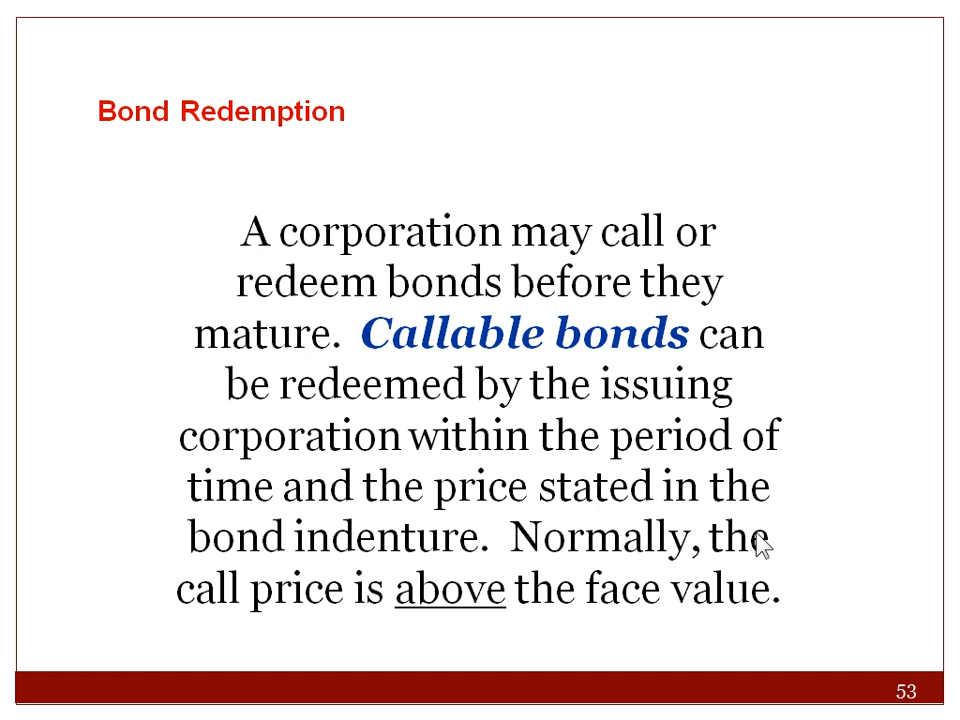 Bond Redemption
A corporation may call or
redeem bonds before they
mature. Callable bonds can
be redeemed by the issuing
corporation within the period of
time and the price stated in the
bond indenture. Normally, the
call price is above the face value.
53